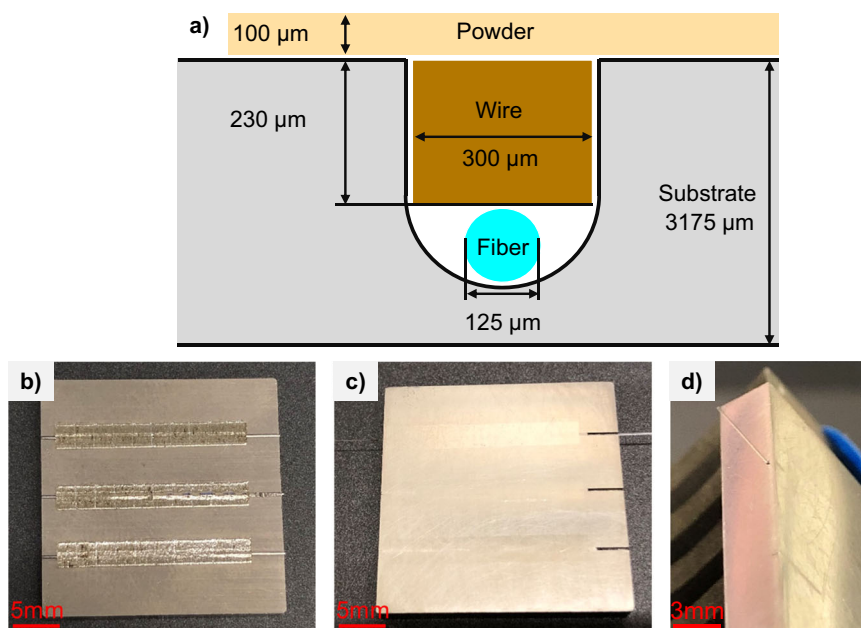 a)
100 µm
Powder
230 µm
Wire
300 µm
Substrate
3175 µm
Fiber
125 µm
b)
5mm
c)
5mm
d)
3mm